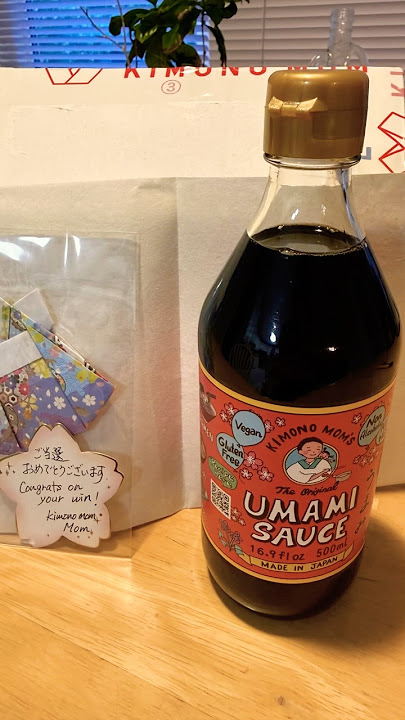 KIMONO MOM
③
ご当選
おめでとうございます
Congrats on
your win!
Kimono mom
Mom
Vegan
Gluten
Free
KIMONO MOM's
Non
The Original
UMAMI
SAUCE
16.9 fl oz 500ml
MADE IN JAPAN